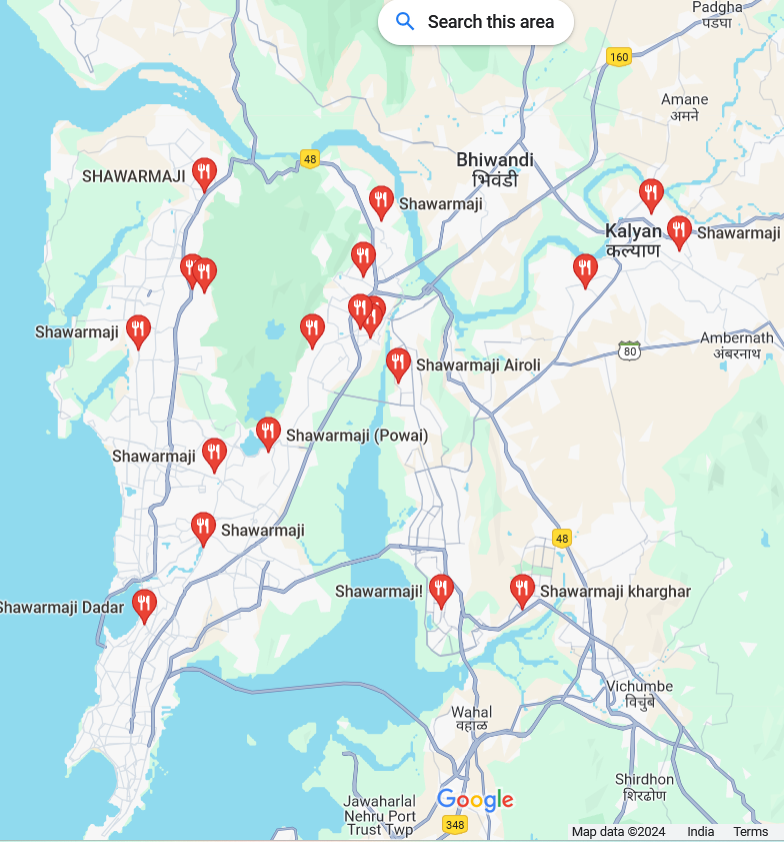 Search this area
Padgha
पडघा
160
Amane
अमने
48
Bhiwandi
भिवंडी
SHAWARMAJI
Shawarmaji
Kalyan
कल्याण
Shawarmaji
Shawarmaji
80
Ambernath
अंबरनाथ
Shawarmaji Airoli
Shawarmaji (Powai)
Shawarmaji
Shawarmaji
48
Shawarmaji Dadar
Shawarmaji!
Shawarmaji kharghar
Vichumbe
विचुंबे
Wahal
वहाळ
Shirdhon
शिरढोण
Jawaharlal
Nehru Port
Trust Twp
Google
348
Map data ©2024 India Terms